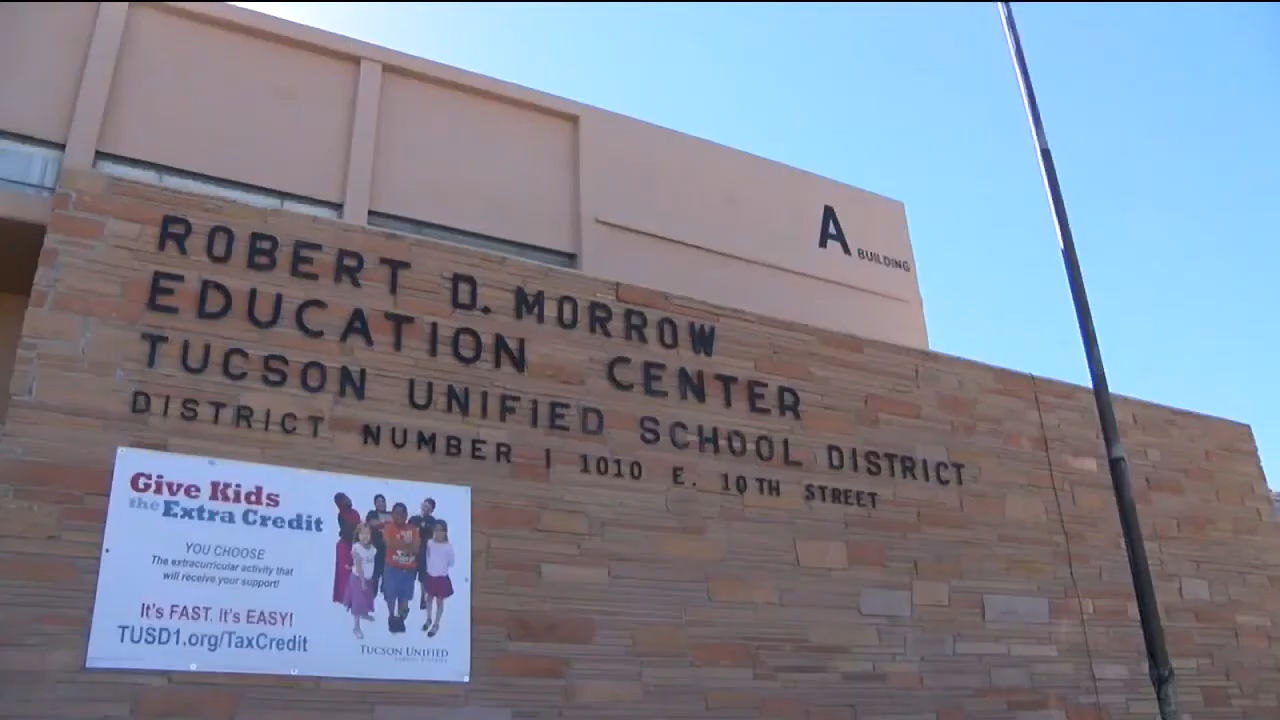 A BUILDING
ROBERT D. MORROW
EDUCATION CENTER
TUCSON UNIFIED SCHOOL DISTRICT
DISTRICT NUMBER 1 1010 E. 10TH STREET
Give Kids
the Extra Credit
YOU CHOOSE
The extracurricular activity that
will receive your support!
It's FAST. It's EASY!
TUSD1.org/TaxCredit
TUCSON UNIFIED
SCHOOL DISTRICT